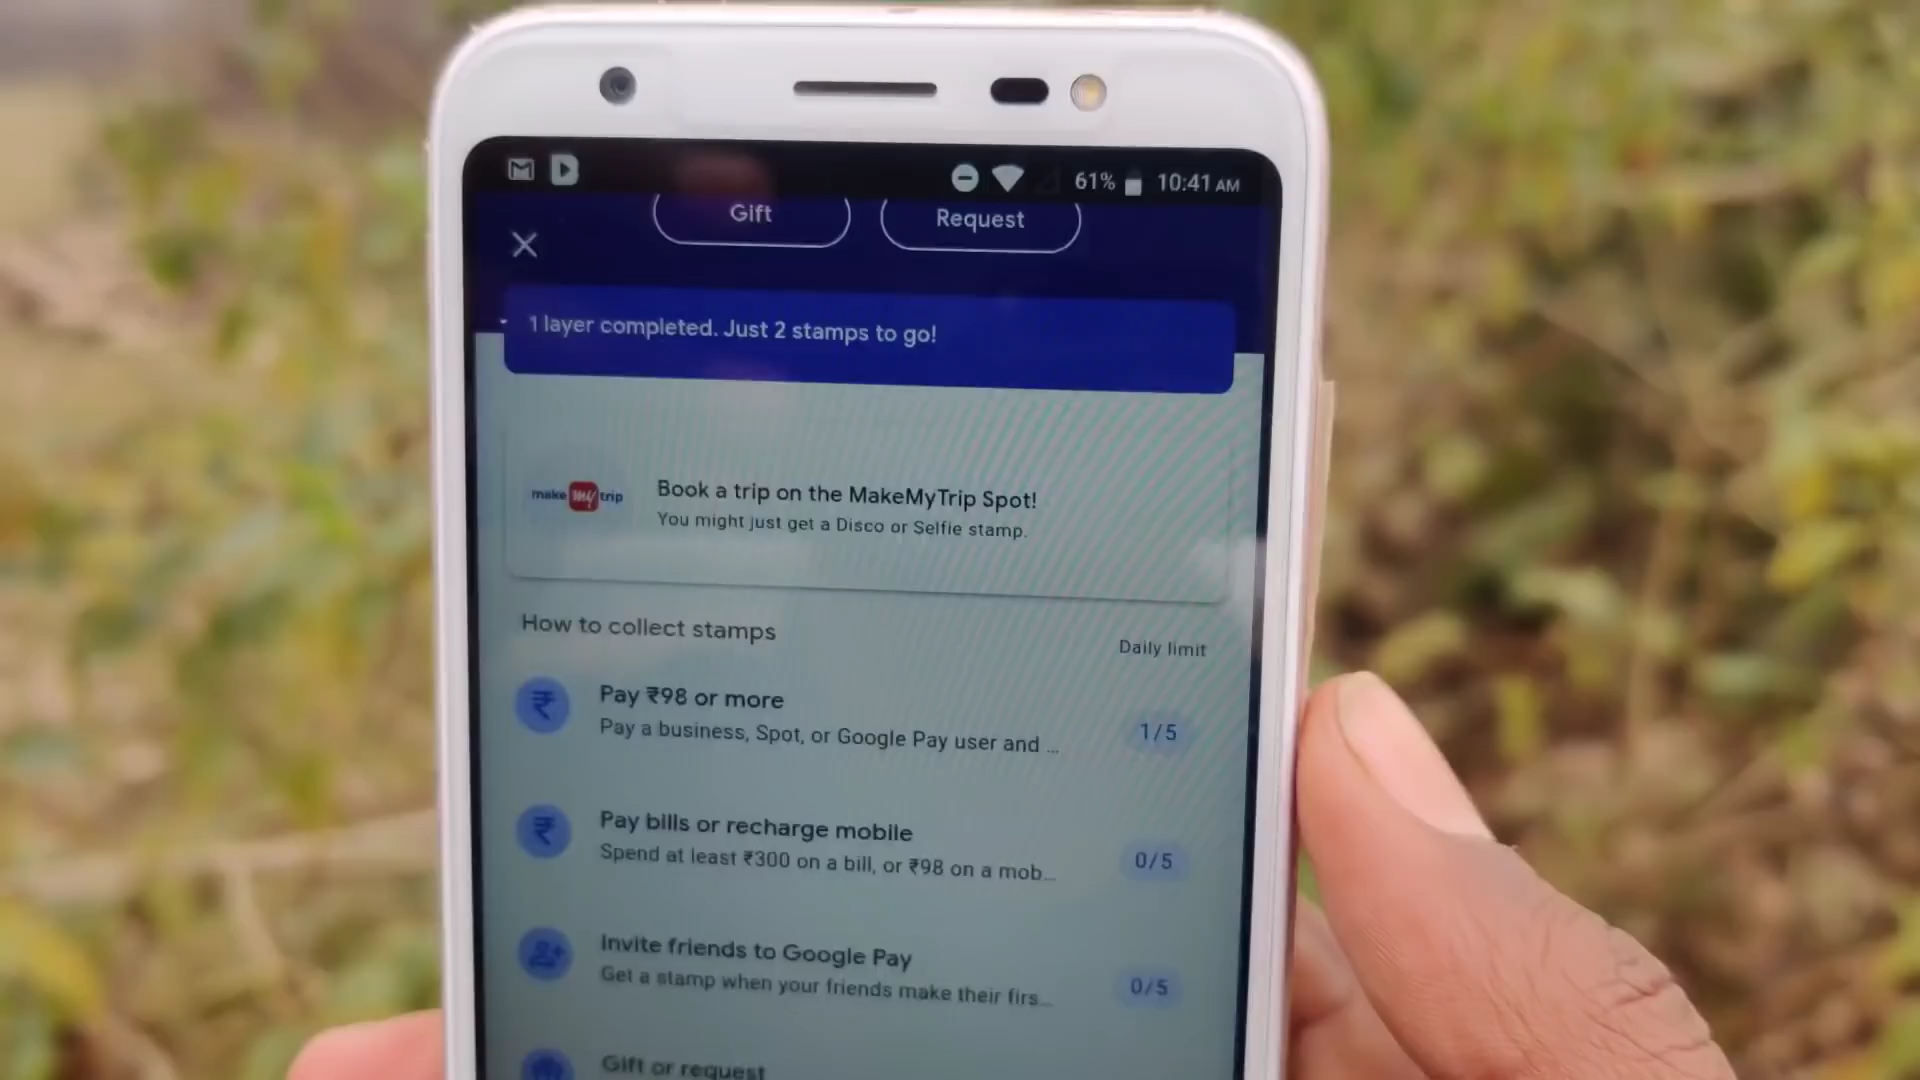 61% 10:41 AM
Gift Request
1 layer completed. Just 2 stamps to go!
make my trip
Book a trip on the MakeMyTrip Spot!
You might just get a Disco or Selfie stamp.
How to collect stamps
Daily limit
Pay ₹98 or more
Pay a business, Spot, or Google Pay user and ...
1/5
Pay bills or recharge mobile
Spend at least ₹300 on a bill, or ₹98 on a mob...
0/5
Invite friends to Google Pay
Get a stamp when your friends make their firs...
0/5
Gift or request